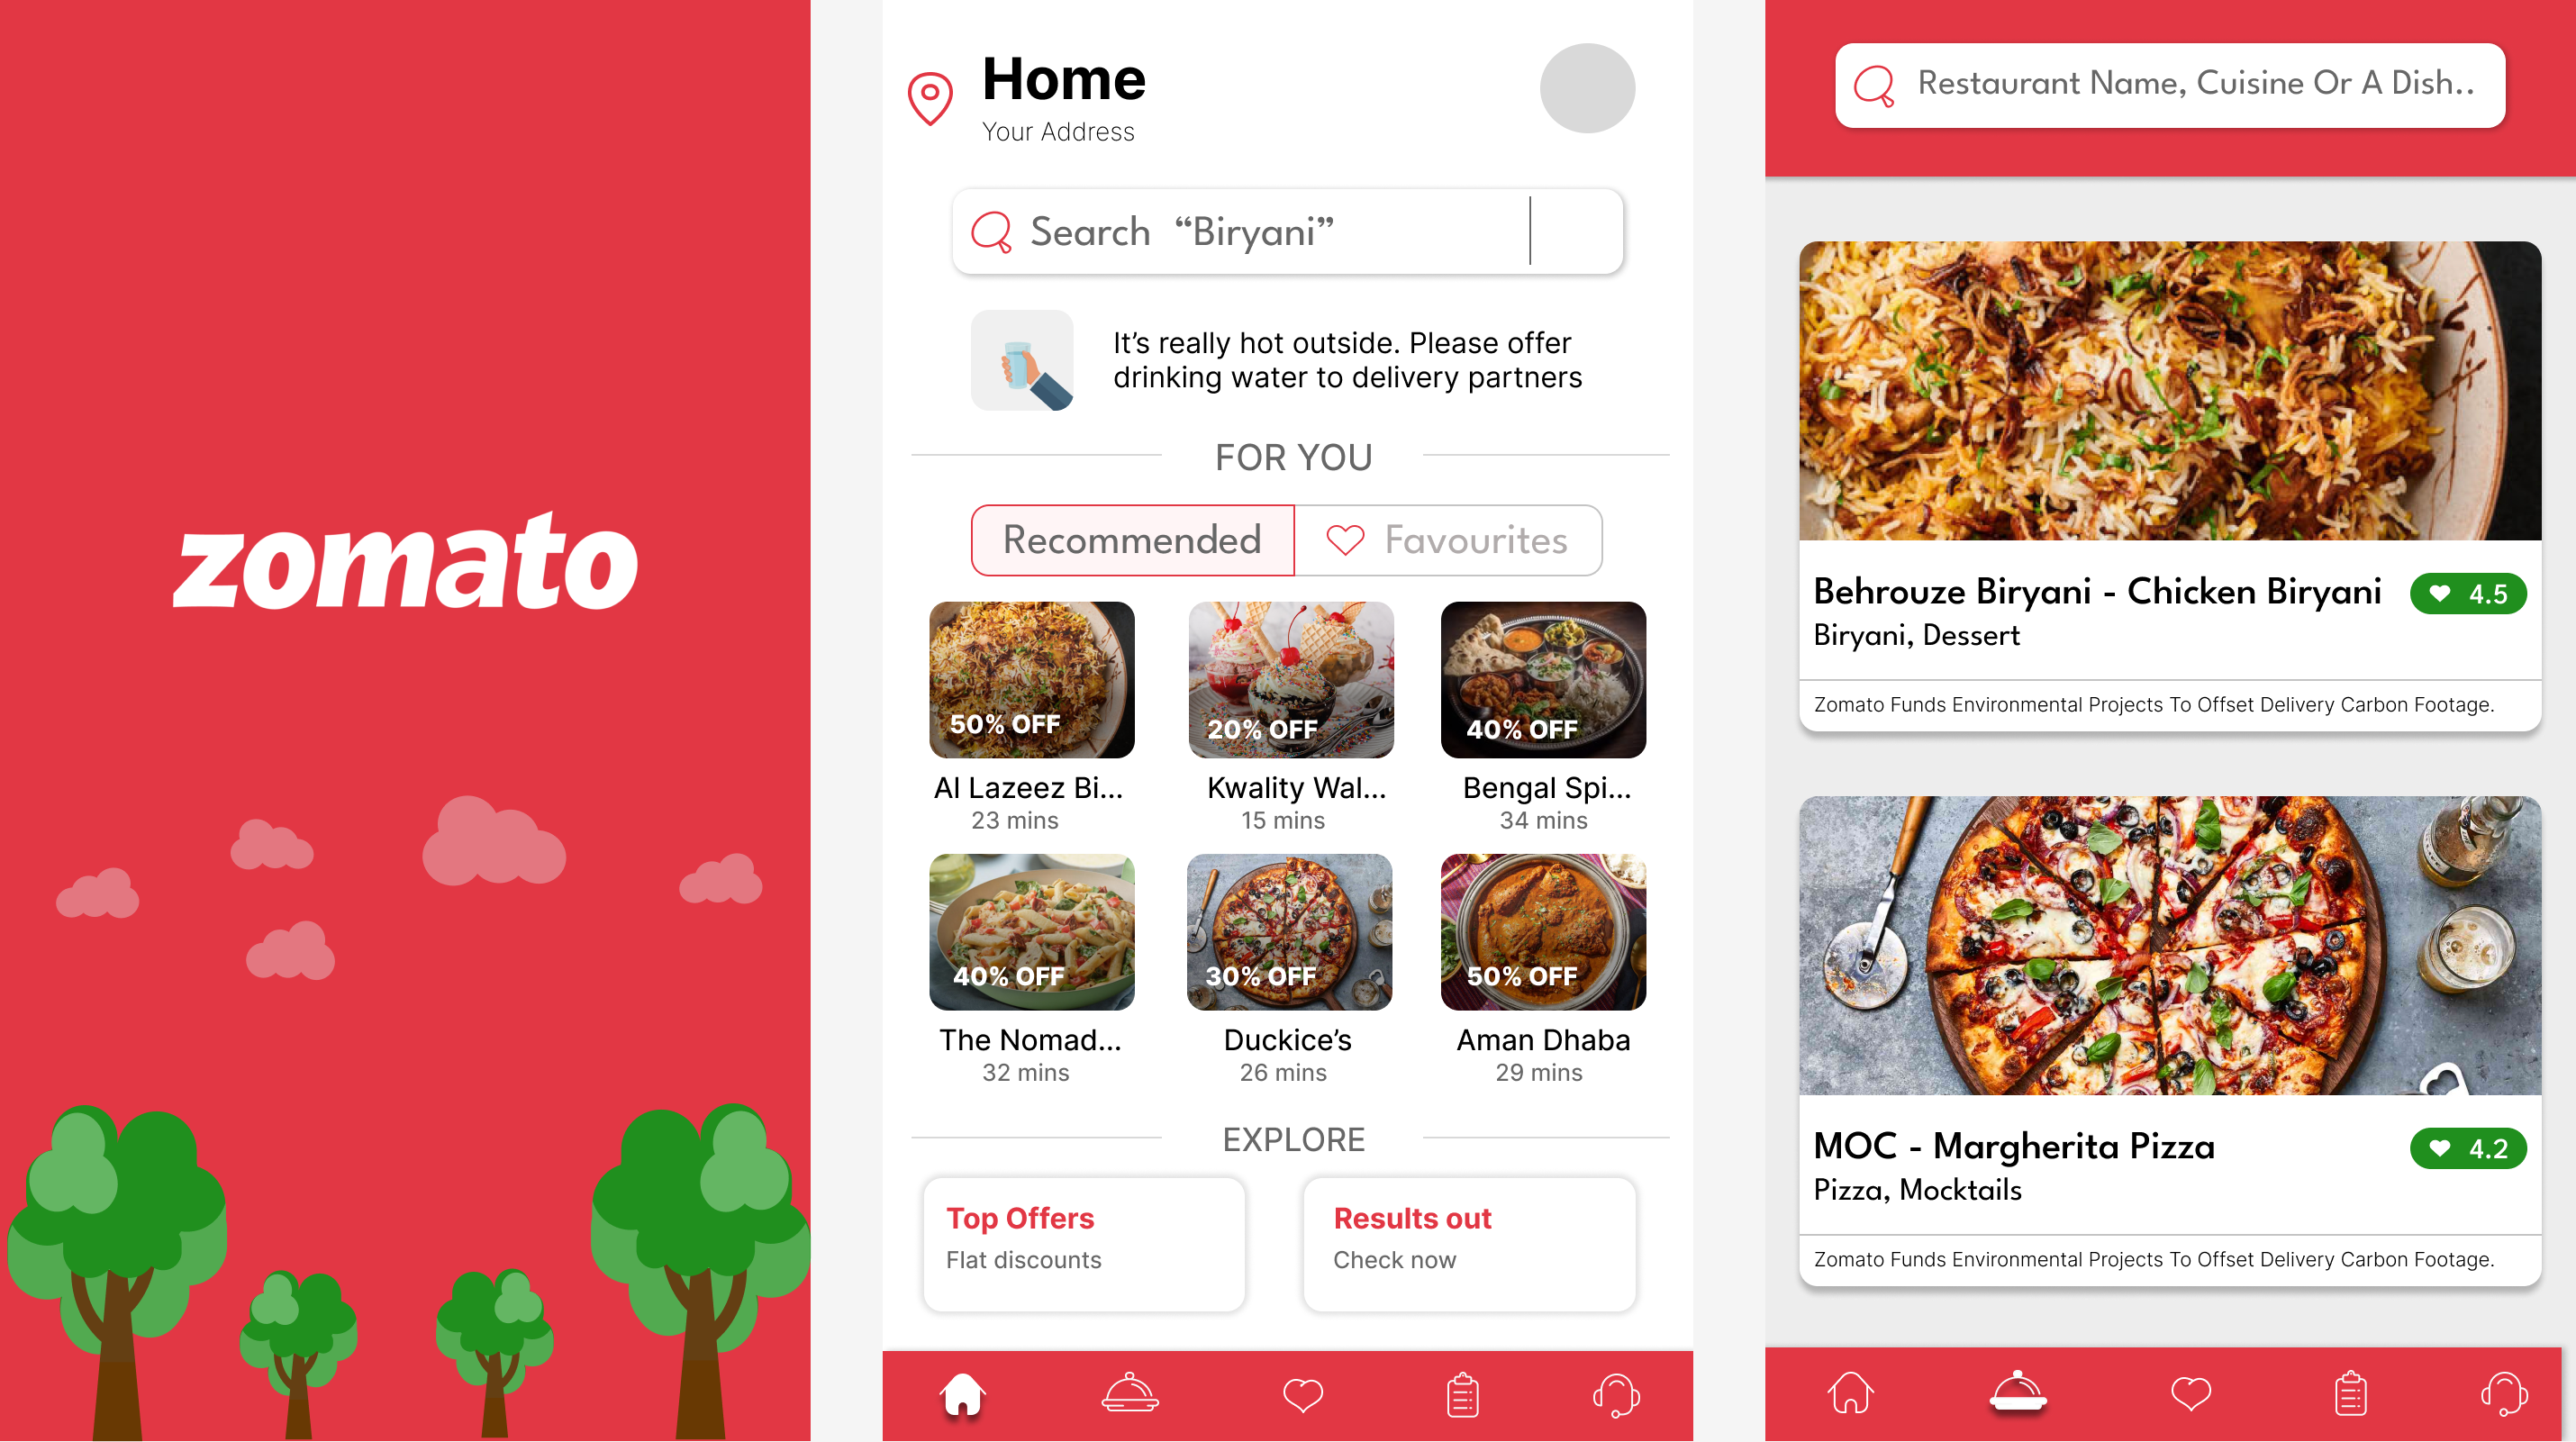 zomato
Home
Your Address
Search “Biryani”
It’s really hot outside. Please offer
drinking water to delivery partners
FOR YOU
Recommended
Favourites
50% OFF
20% OFF
40% OFF
Al Lazeez Bi...
Kwality Wal...
Bengal Spi...
23 mins
15 mins
34 mins
40% OFF
30% OFF
50% OFF
The Nomad...
Duckice’s
Aman Dhaba
32 mins
26 mins
29 mins
EXPLORE
Top Offers
Flat discounts
Results out
Check now
Restaurant Name, Cuisine Or A Dish..
Behrouze Biryani - Chicken Biryani
4.5
Biryani, Dessert
Zomato Funds Environmental Projects To Offset Delivery Carbon Footage.
MOC - Margherita Pizza
4.2
Pizza, Mocktails
Zomato Funds Environmental Projects To Offset Delivery Carbon Footage.